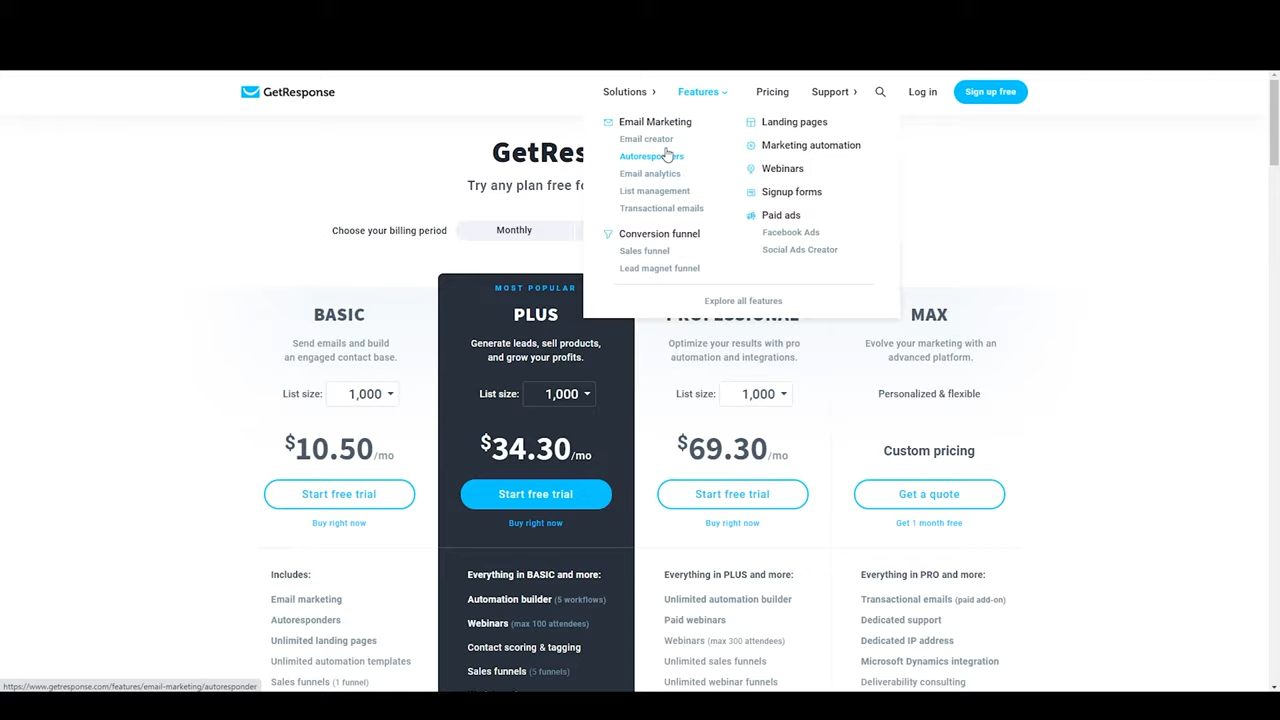 GetResponse
Solutions
Features
Pricing
Support
Log in
Sign up free
Email Marketing
Email creator
Autoresponders
Email analytics
List management
Transactional emails
Conversion funnel
Sales funnel
Lead magnet funnel
Landing pages
Marketing automation
Webinars
Signup forms
Paid ads
Facebook Ads
Social Ads Creator
Explore all features
GetRes
Try any plan free f
Choose your billing period
Monthly
BASIC
Send emails and build
an engaged contact base.
List size: 1,000
$10.50/mo
Start free trial
Buy right now
Includes:
Email marketing
Autoresponders
Unlimited landing pages
Unlimited automation templates
Sales funnels (1 funnel)
MOST POPULAR
PLUS
Generate leads, sell products,
and grow your profits.
List size: 1,000
$34.30/mo
Start free trial
Buy right now
Everything in BASIC and more:
Automation builder (5 workflows)
Webinars (max 100 attendees)
Contact scoring & tagging
Sales funnels (5 funnels)
PROFESSIONAL
Optimize your results with pro
automation and integrations.
List size: 1,000
$69.30/mo
Start free trial
Buy right now
Everything in PLUS and more:
Unlimited automation builder
Paid webinars
Webinars (max 300 attendees)
Unlimited sales funnels
Unlimited webinar funnels
MAX
Evolve your marketing with an
advanced platform.
Personalized & flexible
Custom pricing
Get a quote
Get 1 month free
Everything in PRO and more:
Transactional emails (paid add-on)
Dedicated support
Dedicated IP address
Microsoft Dynamics integration
Deliverability consulting
https://www.getresponse.com/features/email-marketing/autoresponder